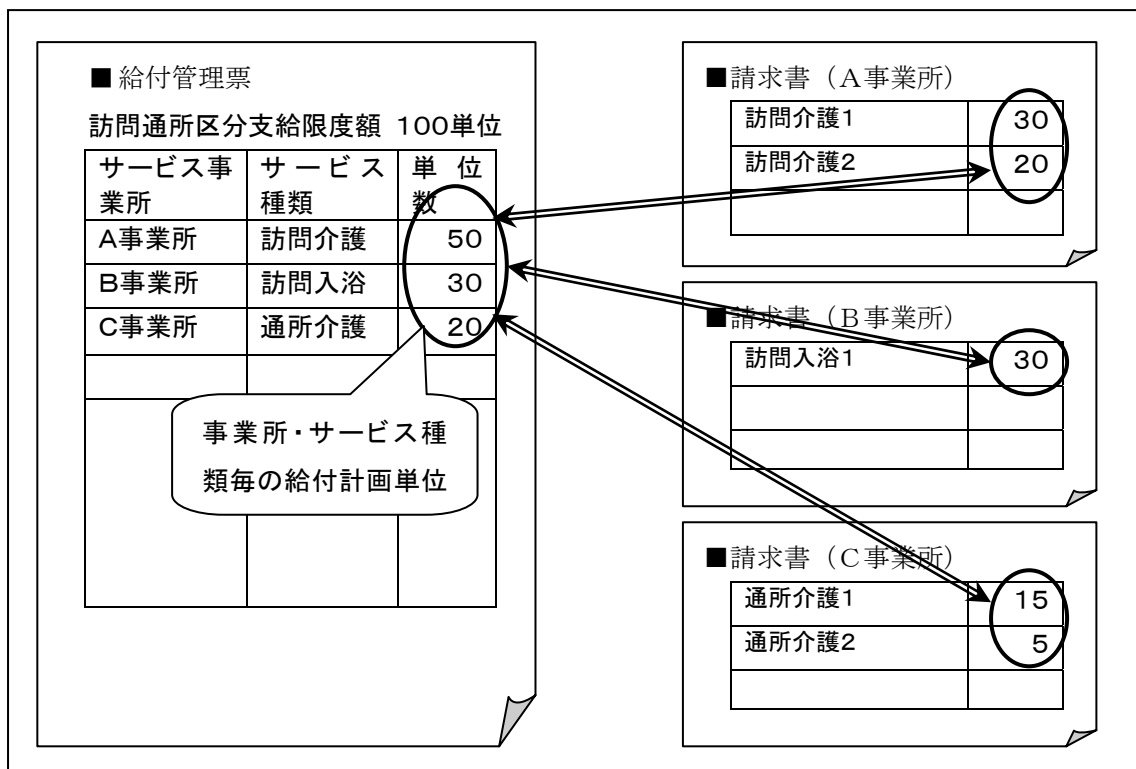 ■ 給付管理票
訪問通所区分支給限度額 100単位
サービス事業所 サービス種類 単位数
A事業所 訪問介護 50
B事業所 訪問入浴 30
C事業所 通所介護 20
事業所・サービス種
類毎の給付計画単位
■請求書（A事業所）
訪問介護1 30
訪問介護2 20
■請求書（B事業所）
訪問入浴1 30
■請求書（C事業所）
通所介護1 15
通所介護2 5